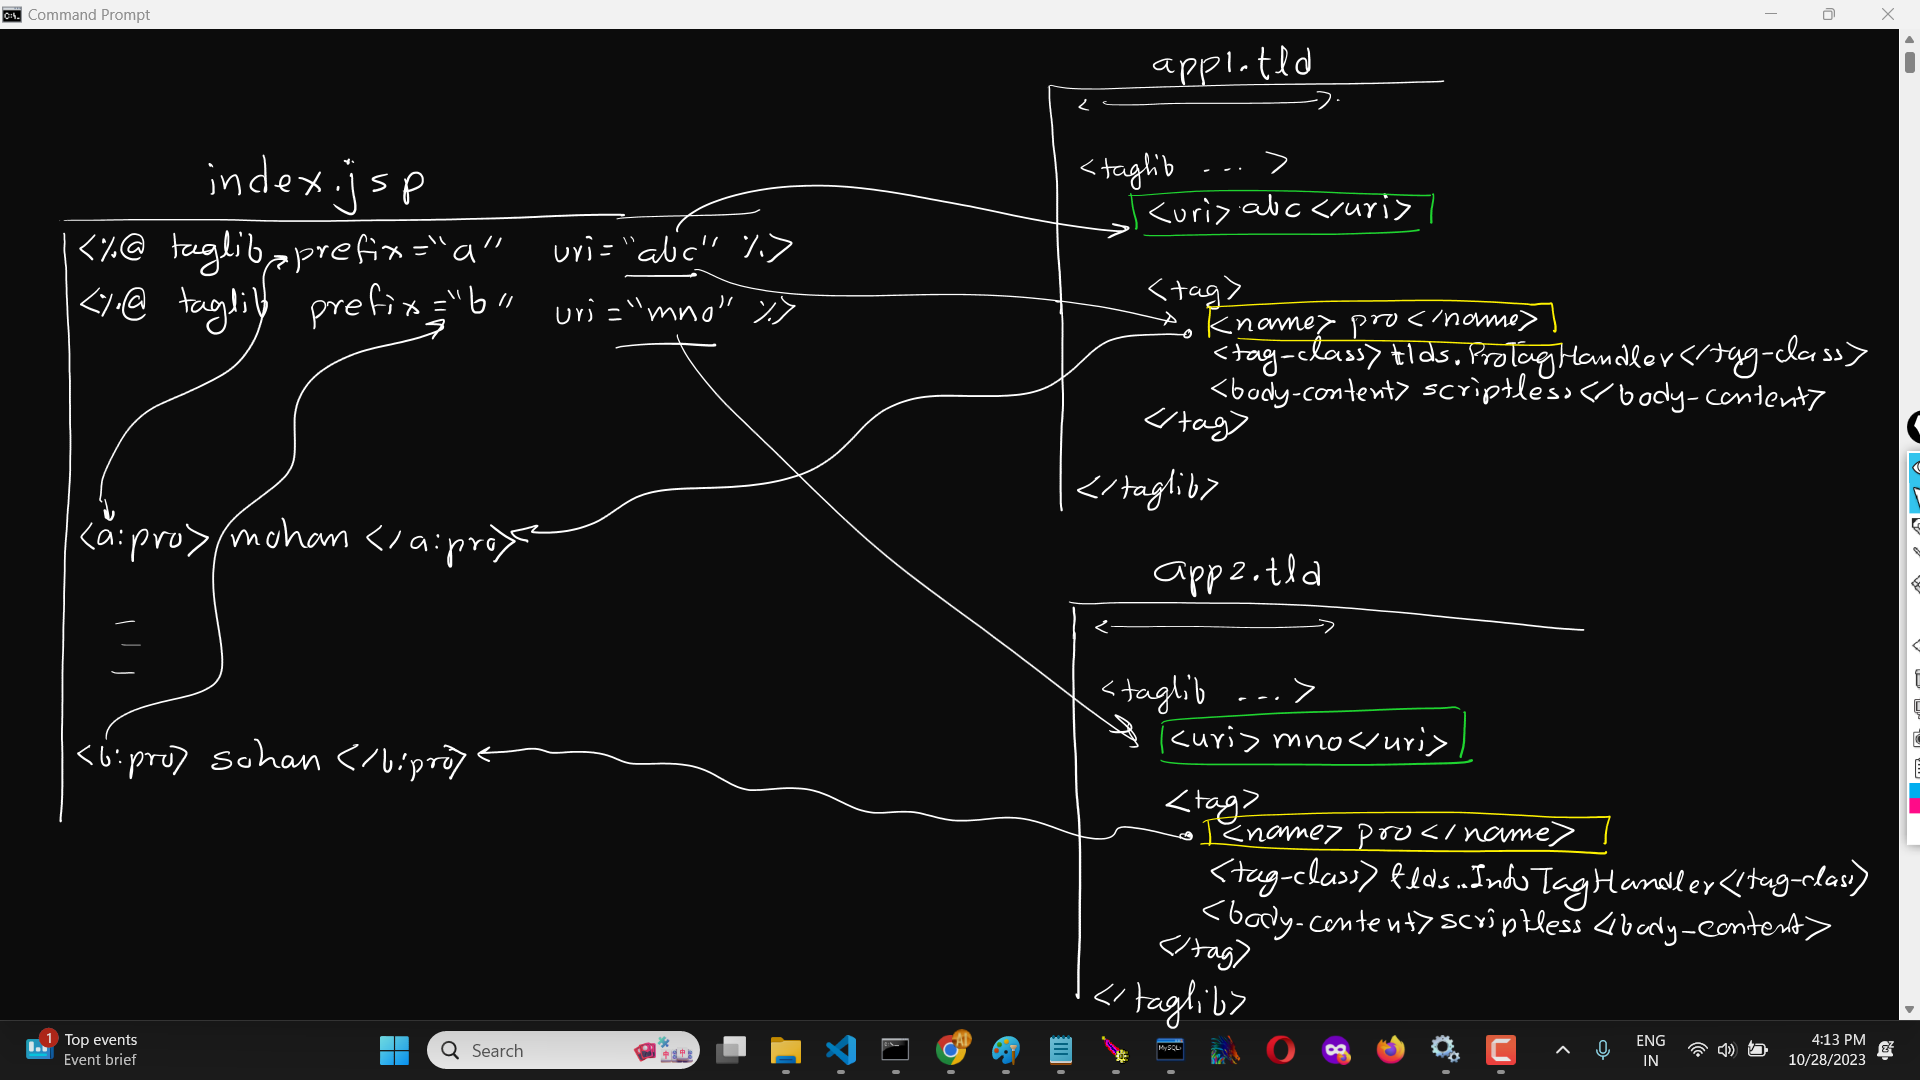 Command Prompt
index.jsp
<%@ taglib prefix="a" uri="abc" %>
<%@ taglib prefix="b" uri="mno" %>
<a:pro> mohan </a:pro>
<b:pro> sohan </b:pro>
app1.tld
<taglib ... >
<uri> abc </uri>
<tag>
<name> pro </name>
<tag-class> tlds.ProTagHandler </tag-class>
<body-content> scriptless </body-content>
</tag>
</taglib>
app2.tld
<taglib ... >
<uri> mno </uri>
<tag>
<name> pro </name>
<tag-class> tlds..InfoTagHandler </tag-class>
<body-content> scriptless </body-content>
</tag>
</taglib>
1
Top events
Event brief
Search
AI
MySQL
ENG
IN
4:13 PM
10/28/2023